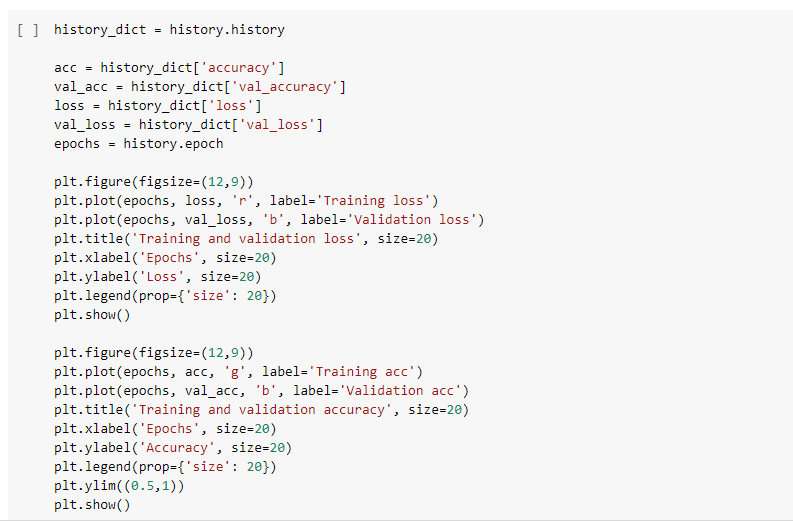 [ ] history_dict = history.history
acc = history_dict['accuracy']
val_acc = history_dict['val_accuracy']
loss = history_dict['loss']
val_loss = history_dict['val_loss']
epochs = history.epoch
plt.figure(figsize=(12,9))
plt.plot(epochs, loss, 'r', label='Training loss')
plt.plot(epochs, val_loss, 'b', label='Validation loss')
plt.title('Training and validation loss', size=20)
plt.xlabel('Epochs', size=20)
plt.ylabel('Loss', size=20)
plt.legend(prop={'size': 20})
plt.show()
plt.figure(figsize=(12,9))
plt.plot(epochs, acc, 'g', label='Training acc')
plt.plot(epochs, val_acc, 'b', label='Validation acc')
plt.title('Training and validation accuracy', size=20)
plt.xlabel('Epochs', size=20)
plt.ylabel('Accuracy', size=20)
plt.legend(prop={'size': 20})
plt.ylim((0.5,1))
plt.show()